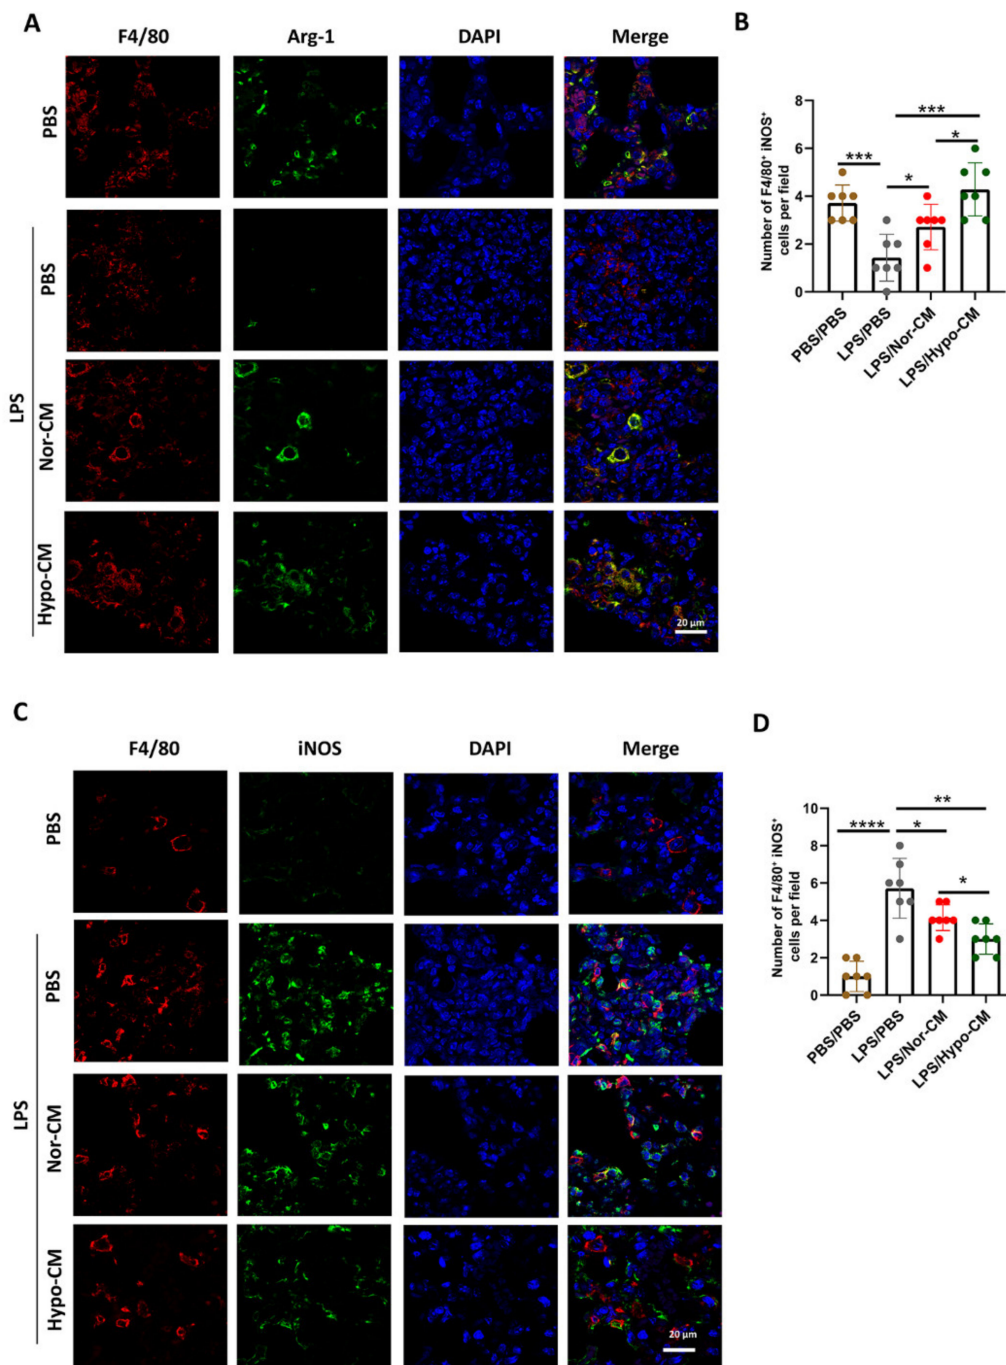 A
F4/80 Arg-1 DAPI Merge
PBS
LPS
PBS
Nor-CM
Hypo-CM
20 µm
B
Number of F4/80⁺ iNOS⁺
cells per field
8
6
4
2
0
***
*
***
*
PBS/PBS
LPS/PBS
LPS/Nor-CM
LPS/Hypo-CM
C
F4/80 iNOS DAPI Merge
PBS
LPS
PBS
Nor-CM
Hypo-CM
20 µm
D
Number of F4/80⁺ iNOS⁺
cells per field
10
8
6
4
2
0
**
**** *
*
PBS/PBS
LPS/PBS
LPS/Nor-CM
LPS/Hypo-CM